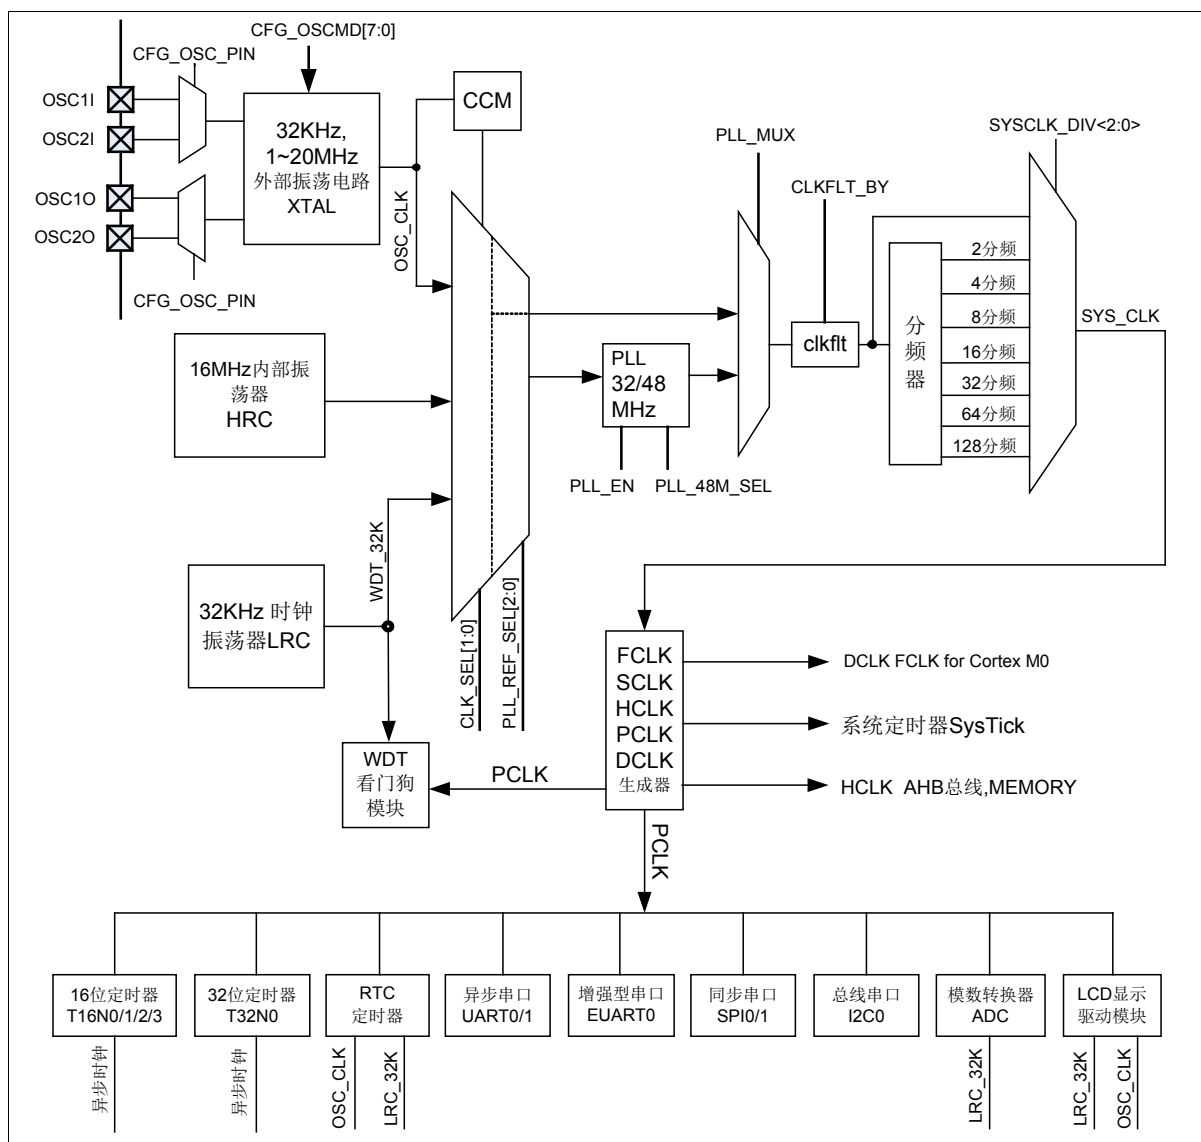 CFG_OSCMD[7:0]
CFG_OSC_PIN
OSC1I
OSC2I
OSC1O
OSC2O
CFG_OSC_PIN
32KHz,
1~20MHz
外部振荡电路
XTAL
CCM
OSC_CLK
PLL_MUX
CLKFLT_BY
SYSCLK_DIV<2:0>
16MHz内部振
荡器
HRC
PLL
32/48
MHz
PLL_EN
PLL_48M_SEL
clkflt
分
频
器
2分频
4分频
8分频
16分频
32分频
64分频
128分频
SYS_CLK
32KHz 时钟
振荡器LRC
WDT_32K
CLK_SEL[1:0]
PLL_REF_SEL[2:0]
WDT
看门狗
模块
PCLK
FCLK
SCLK
HCLK
PCLK
DCLK
生成器
DCLK FCLK for Cortex M0
系统定时器SysTick
HCLK AHB总线,MEMORY
PCLK
16位定时器
T16N0/1/2/3
32位定时器
T32N0
RTC
定时器
异步串口
UART0/1
增强型串口
EUART0
同步串口
SPI0/1
总线串口
I2C0
模数转换器
ADC
LCD显示
驱动模块
异步时钟
异步时钟
OSC_CLK
LRC_32K
LRC_32K
LRC_32K
OSC_CLK